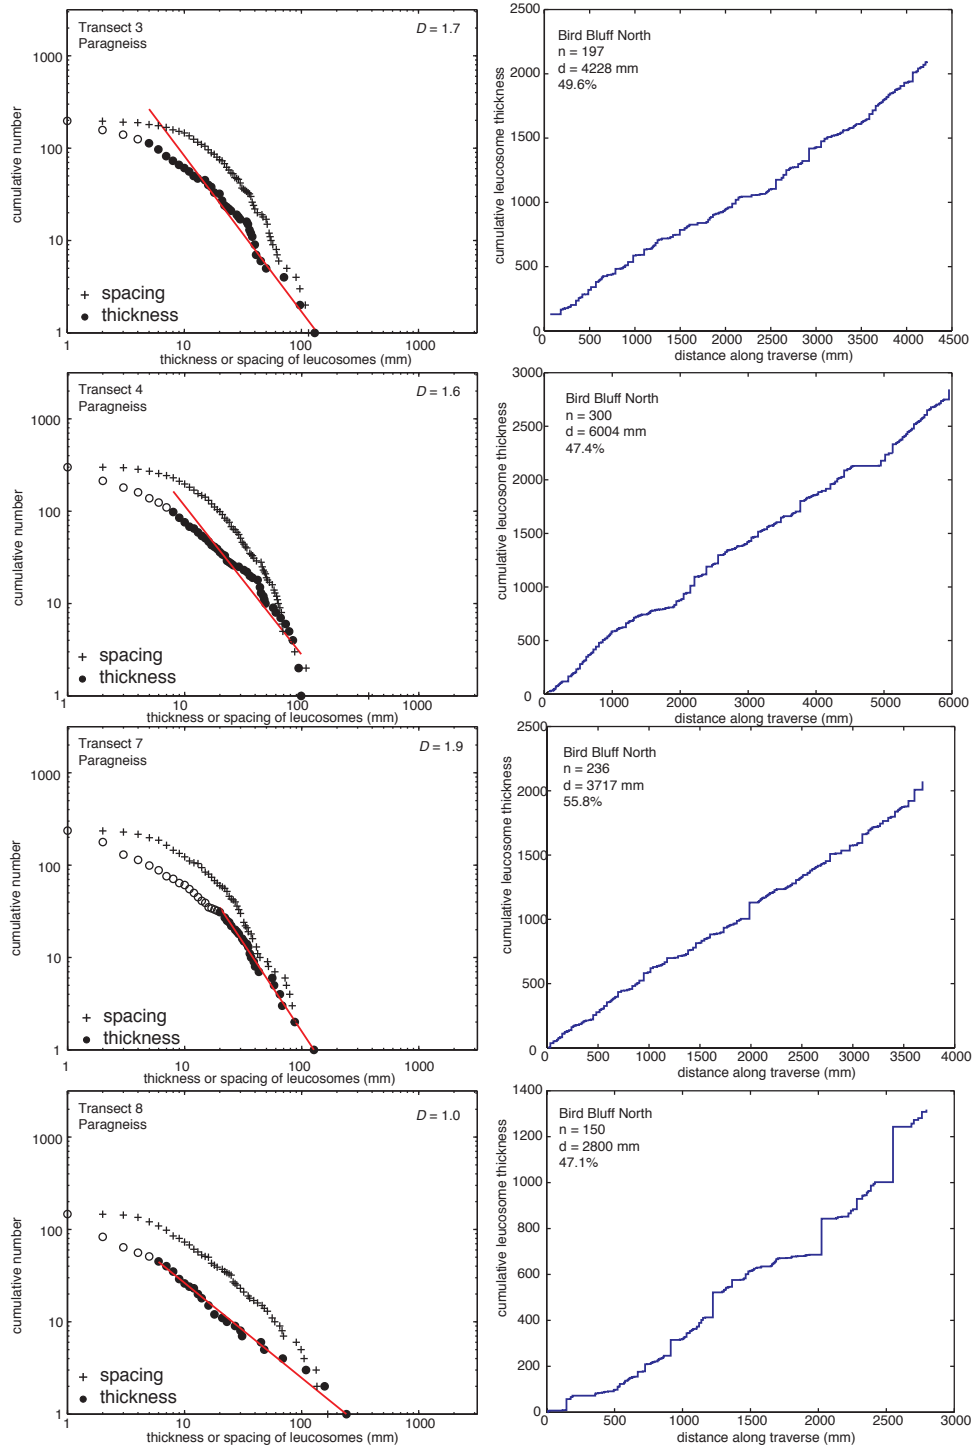 Transect 3
Paragneiss
D = 1.7
1000
100
10
1
cumulative number
+ spacing
● thickness
1 10 100 1000
thickness or spacing of leucosomes (mm)
2500
2000
1500
1000
500
0
cumulative leucosome thickness
Bird Bluff North
n = 197
d = 4228 mm
49.6%
500 1000 1500 2000 2500 3000 3500 4000 4500
distance along traverse (mm)
Transect 4
Paragneiss
D = 1.6
1000
100
10
1
cumulative number
+ spacing
● thickness
1 10 100 1000
thickness or spacing of leucosomes (mm)
3000
2500
2000
1500
1000
500
0
cumulative leucosome thickness
Bird Bluff North
n = 300
d = 6004 mm
47.4%
0 1000 2000 3000 4000 5000 6000
distance along traverse (mm)
Transect 7
Paragneiss
D = 1.9
1000
100
10
1
cumulative number
+ spacing
● thickness
1 10 100 1000
thickness or spacing of leucosomes (mm)
2500
2000
1500
1000
500
0
cumulative leucosome thickness
Bird Bluff North
n = 236
d = 3717 mm
55.8%
0 500 1000 1500 2000 2500 3000 3500 4000
distance along traverse (mm)
Transect 8
Paragneiss
D = 1.0
1000
100
10
1
cumulative number
+ spacing
● thickness
1 10 100 1000
thickness or spacing of leucosomes (mm)
1400
1200
1000
800
600
400
200
0
cumulative leucosome thickness
Bird Bluff North
n = 150
d = 2800 mm
47.1%
0 500 1000 1500 2000 2500 3000
distance along traverse (mm)